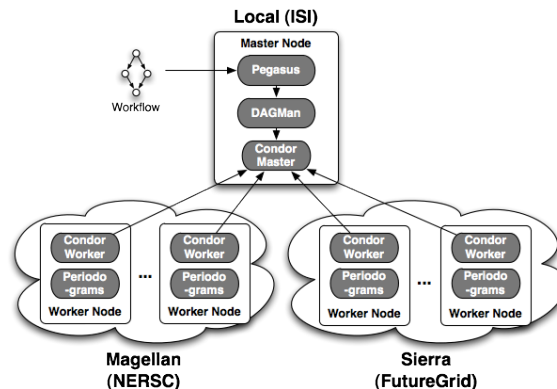 Local (ISI)
Master Node
Pegasus
DAGMan
Condor
Master
Workflow
Condor
Worker
Periodo
-grams
Worker Node
...
Condor
Worker
Periodo
-grams
Worker Node
Condor
Worker
Periodo
-grams
Worker Node
...
Condor
Worker
Periodo
-grams
Worker Node
Magellan
(NERSC)
Sierra
(FutureGrid)